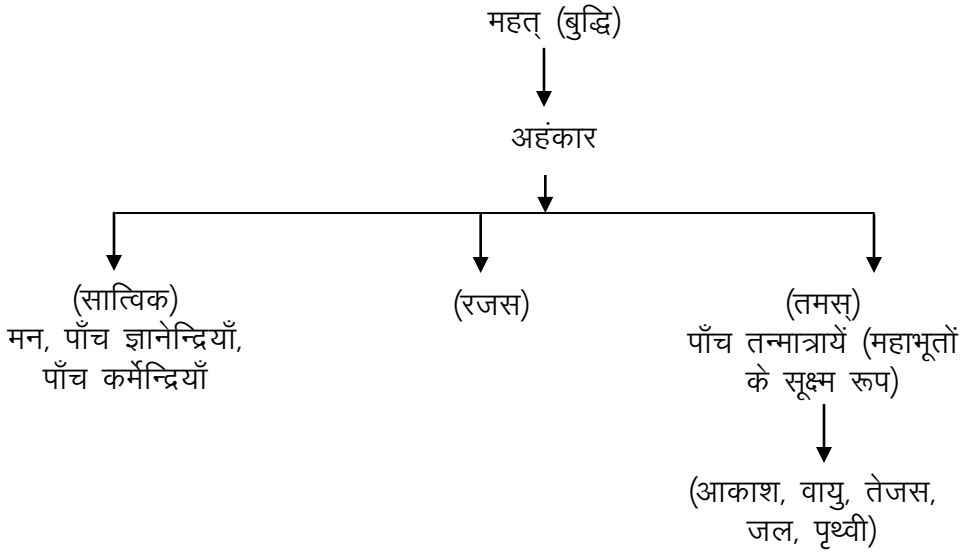 महत् (बुद्धि)
अहंकार
(सात्विक)
मन, पाँच ज्ञानेन्द्रियाँ,
पाँच कर्मेन्द्रियाँ
(रजस)
(तमस्)
पाँच तन्मात्रायें (महाभूतों
के सूक्ष्म रूप)
(आकाश, वायु, तेजस,
जल, पृथ्वी)